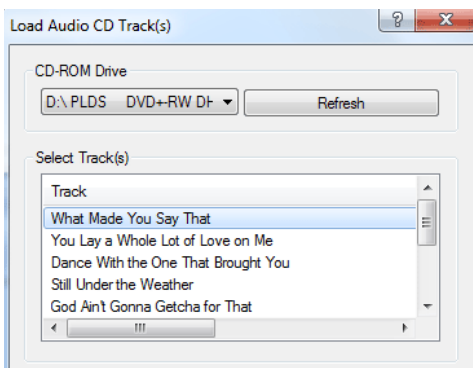 Load Audio CD Track(s)
CD-ROM Drive
D:\ PLDS DVD+-RW DH
Refresh
Select Track(s)
Track
What Made You Say That
You Lay a Whole Lot of Love on Me
Dance With the One That Brought You
Still Under the Weather
God Ain't Gonna Getcha for That